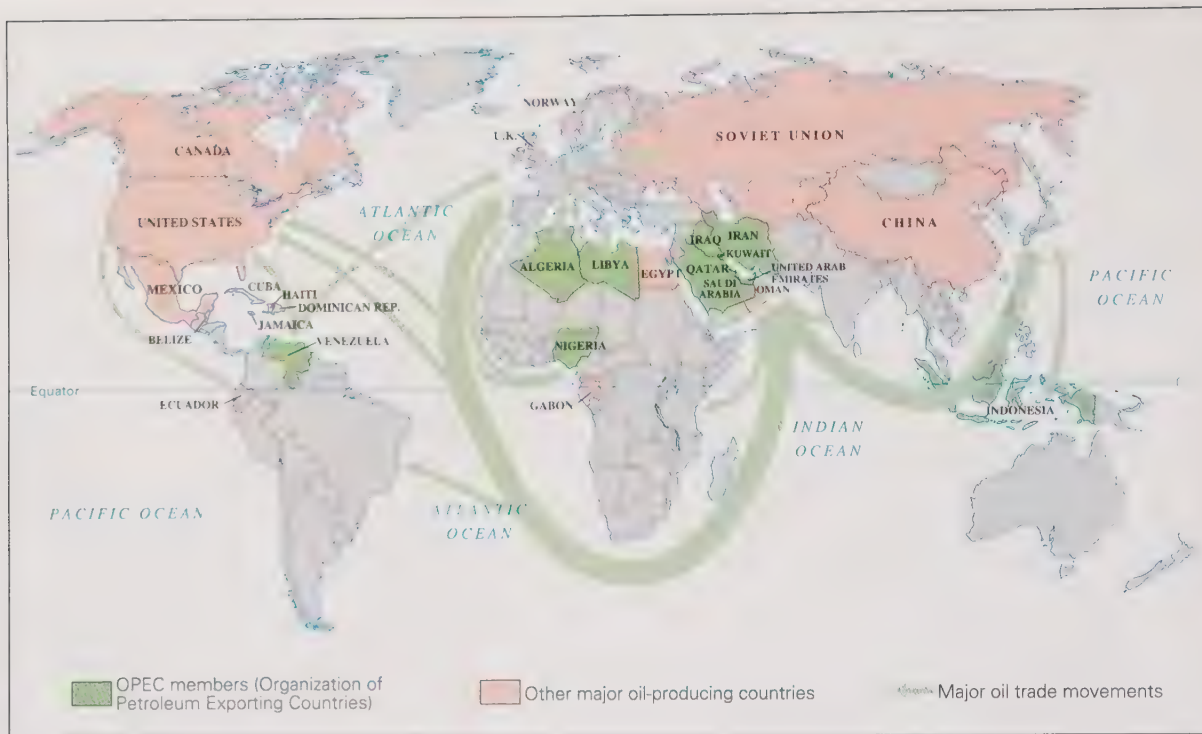 NORWAY
U.K.
SOVIET UNION
CANADA
UNITED STATES
ATLANTIC
OCEAN
CHINA
IRAQ
IRAN
KUWAIT
ALGERIA
LIBYA
EGYPT
QATAR
UNITED ARAB
EMIRATES
SAUDI
ARABIA
OMAN
PACIFIC
OCEAN
MEXICO
CUBA
HAITI
DOMINICAN REP.
JAMAICA
BELIZE
VENEZUELA
NIGERIA
Equator
ECUADOR
GABON
INDONESIA
INDIAN
OCEAN
PACIFIC OCEAN
ATLANTIC
OCEAN
OPEC members (Organization of
Petroleum Exporting Countries)
Other major oil-producing countries
Major oil trade movements